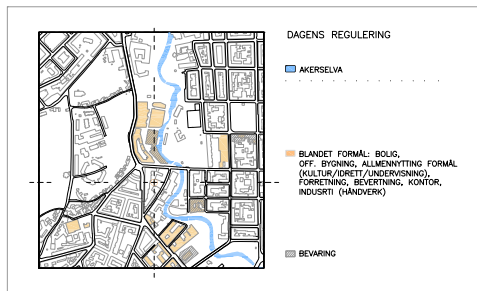 DAGENS REGULERING
AKERSELVA
BLANDET FORMÅL: BOLIG,
OFF. BYGNING, ALLMENNYTTING FORMÅL
(KULTUR/IDRETT/UNDERVISNING),
FORRETNING, BEVERTNING, KONTOR,
INDUSRTI (HÅNDVERK)
BEVARING